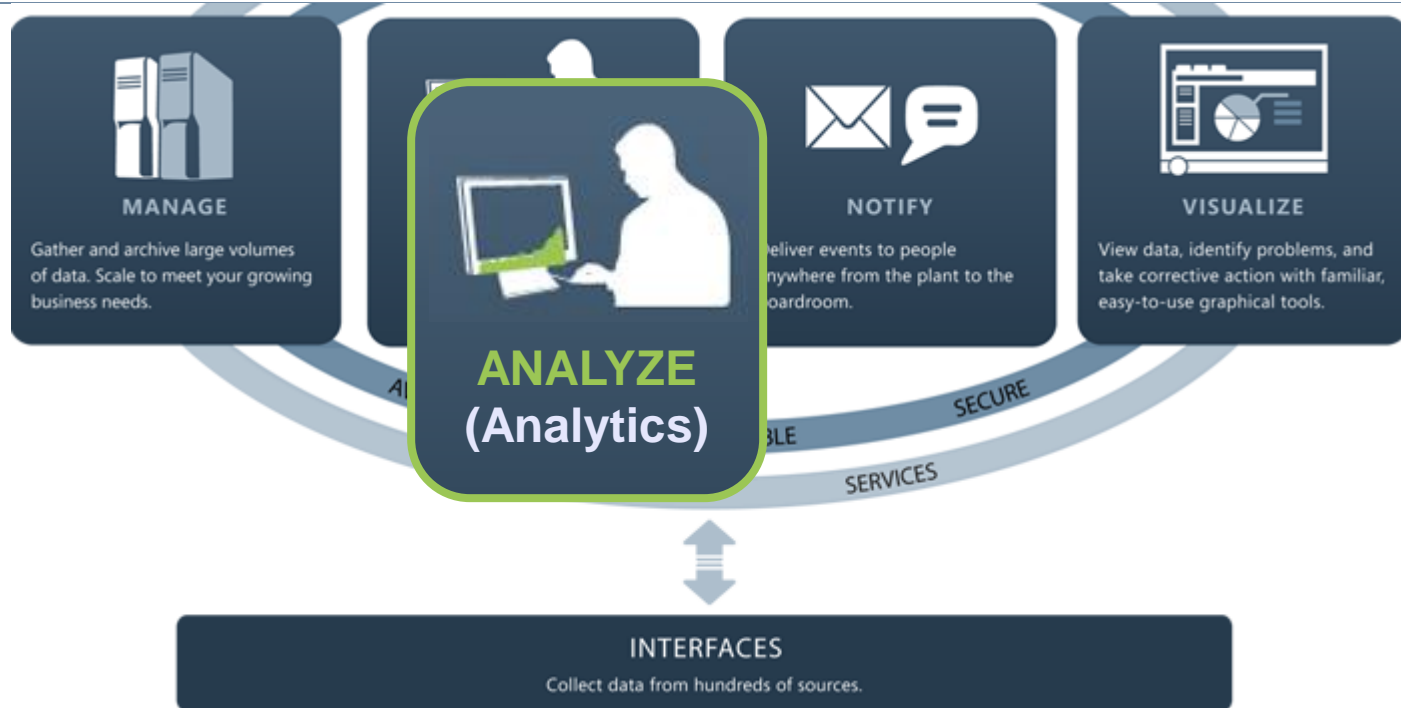 MANAGE
Gather and archive large volumes
of data. Scale to meet your growing
business needs.
ANALYZE
(Analytics)
NOTIFY
eliver events to people
nywhere from the plant to the
oardroom.
VISUALIZE
View data, identify problems, and
take corrective action with familiar,
easy-to-use graphical tools.
SECURE
BLE
SERVICES
INTERFACES
Collect data from hundreds of sources.